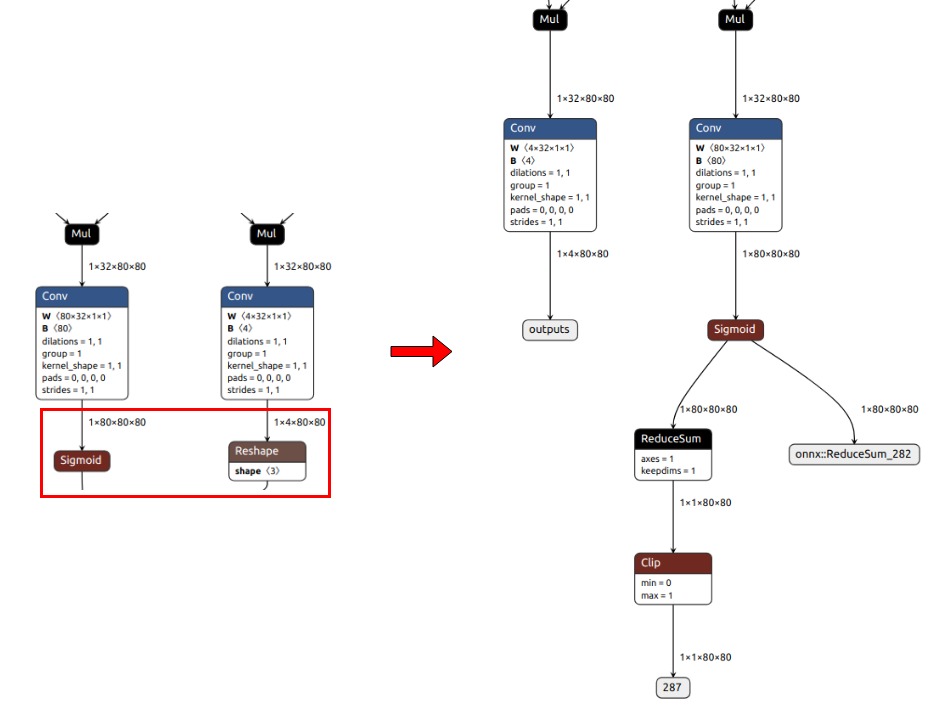 Mul
1×32×80×80
Conv
W 〈80×32×1×1〉
B 〈80〉
dilations = 1, 1
group = 1
kernel_shape = 1, 1
pads = 0, 0, 0, 0
strides = 1, 1
1×80×80×80
Sigmoid
Mul
1×32×80×80
Conv
W 〈4×32×1×1〉
B 〈4〉
dilations = 1, 1
group = 1
kernel_shape = 1, 1
pads = 0, 0, 0, 0
strides = 1, 1
1×4×80×80
Reshape
shape 〈3〉
Mul
1×32×80×80
Conv
W 〈4×32×1×1〉
B 〈4〉
dilations = 1, 1
group = 1
kernel_shape = 1, 1
pads = 0, 0, 0, 0
strides = 1, 1
1×4×80×80
outputs
Mul
1×32×80×80
Conv
W 〈80×32×1×1〉
B 〈80〉
dilations = 1, 1
group = 1
kernel_shape = 1, 1
pads = 0, 0, 0, 0
strides = 1, 1
1×80×80×80
Sigmoid
1×80×80×80
ReduceSum
axes = 1
keepdims = 1
1×1×80×80
Clip
min = 0
max = 1
1×1×80×80
287
1×80×80×80
onnx::ReduceSum_282